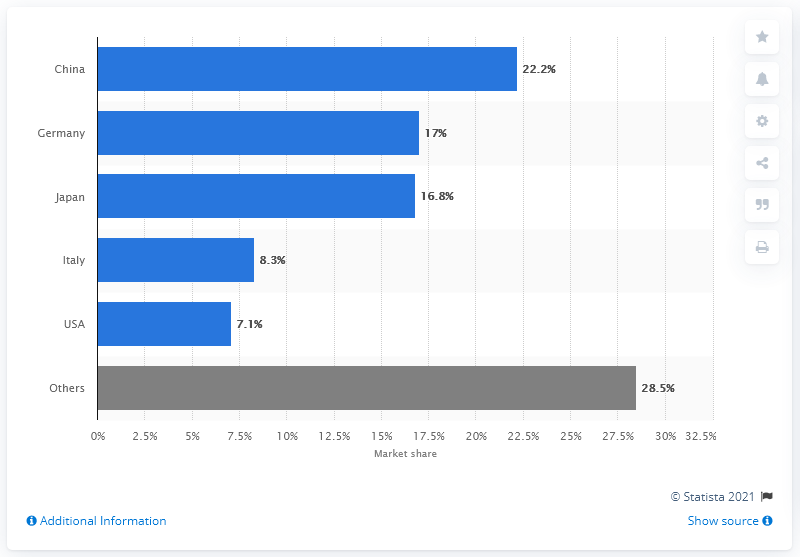 China 22.2%
Germany 17%
Japan 16.8%
Italy 8.3%
USA 7.1%
Others 28.5%
0% 2.5% 5% 7.5% 10% 12.5% 15% 17.5% 20% 22.5% 25% 27.5% 30% 32.5%
Market share
© Statista 2021
Additional Information Show source